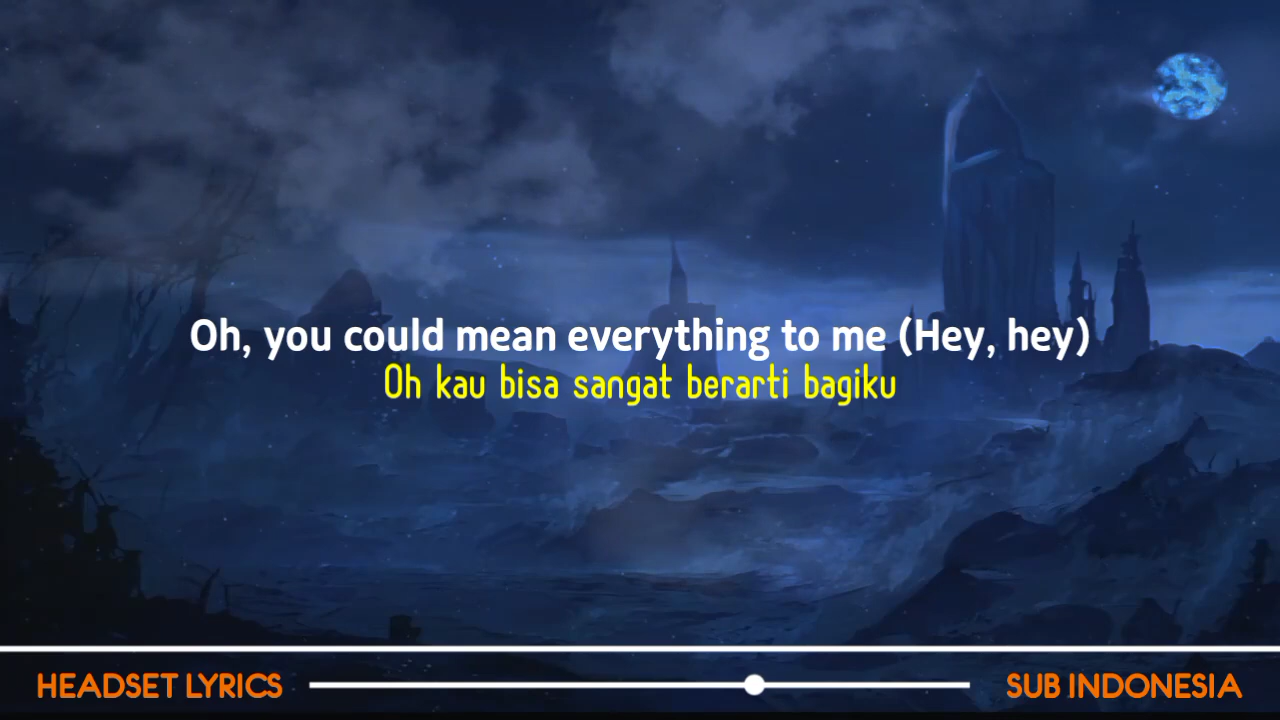 Oh, you could mean everything to me (Hey, hey)
Oh kau bisa sangat berarti bagiku
HEADSET LYRICS
SUB INDONESIA